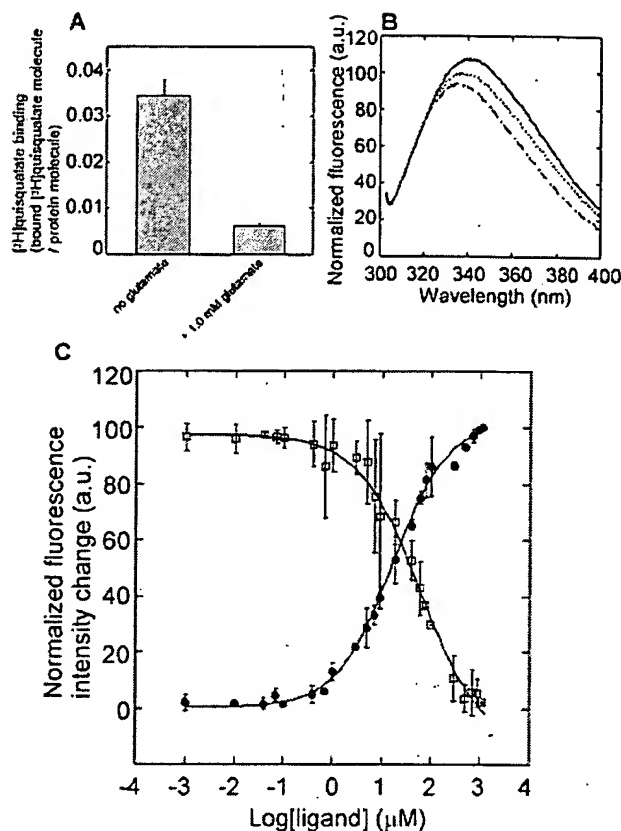 A
[³H]quisqualate binding
(bound [³H]quisqualate molecule
/ protein molecule)
0.04
0.03
0.02
0.01
0
no glutamate
+ 1.0 mM glutamate
B
Normalized fluorescence (a.u.)
120
100
80
60
40
20
0
300 320 340 360 380 400
Wavelength (nm)
C
Normalized fluorescence
intensity change (a.u.)
120
100
80
60
40
20
0
-3 -2 -1 0 1 2 3 4
Log[ligand] (μM)